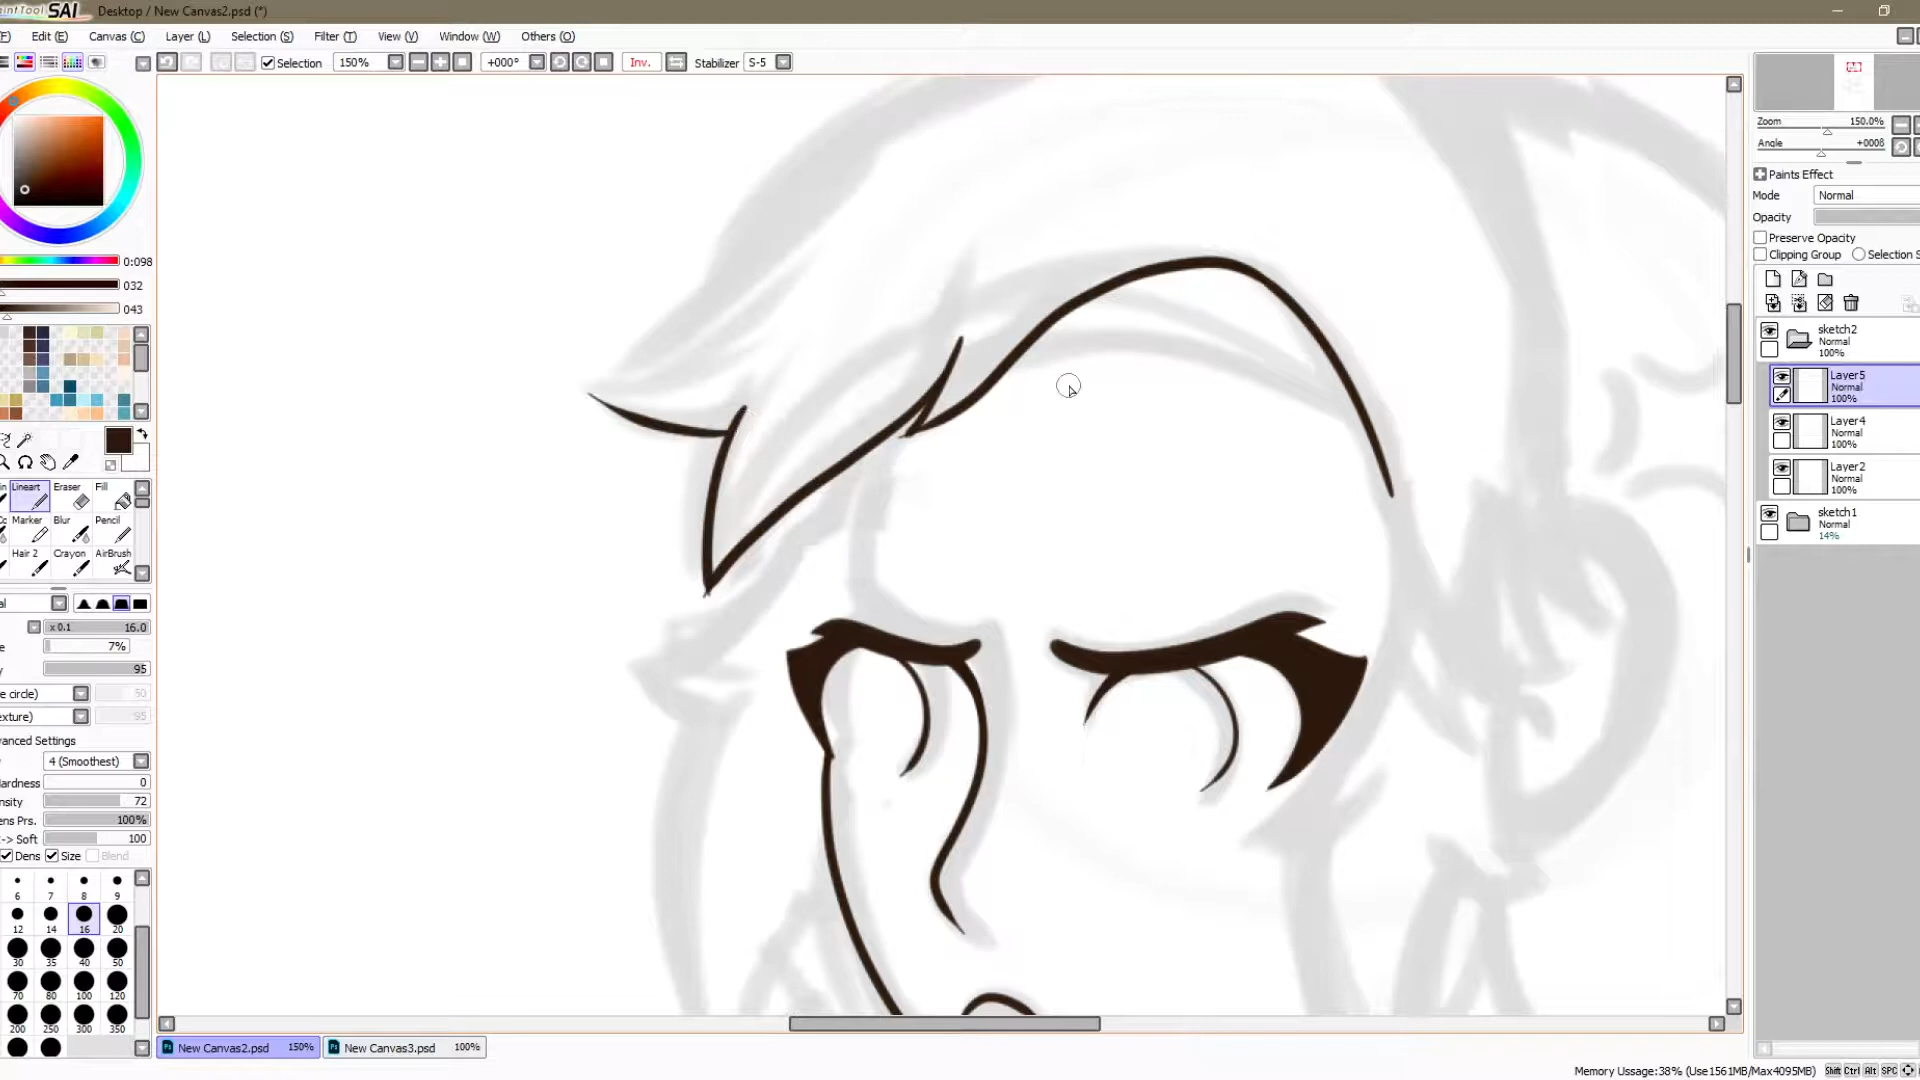 SAI Desktop / New Canvas2.psd (*)
Edit (E) Canvas (C) Layer (L) Selection (S) Filter (T) View (V) Window (W) Others (O)
Selection 150% +000° Inv. Stabilizer S-5
0:098
032
043
Lineart Eraser Fill
Marker Blur Pencil
Hair 2 Crayon AirBrush
x 0.1 16.0
7%
95
e circle) 50
exture) 95
vanced Settings
4 (Smoothest)
Hardness 0
nsity 72
ens Prs. 100%
-> Soft 100
Dens Size Blend
6 7 8 9
12 14 16 20
30 35 40 50
70 80 100 120
200 250 300 350
Zoom 150.0%
Angle +000§
Paints Effect
Mode Normal
Opacity
Preserve Opacity
Clipping Group Selection S
sketch2
Normal
100%
Layer5
Normal
100%
Layer4
Normal
100%
Layer2
Normal
100%
sketch1
Normal
14%
New Canvas2.psd 150% New Canvas3.psd 100%
Memory Ussage:38% (Use1561MB/Max4095MB) Shift Ctrl Alt SPC